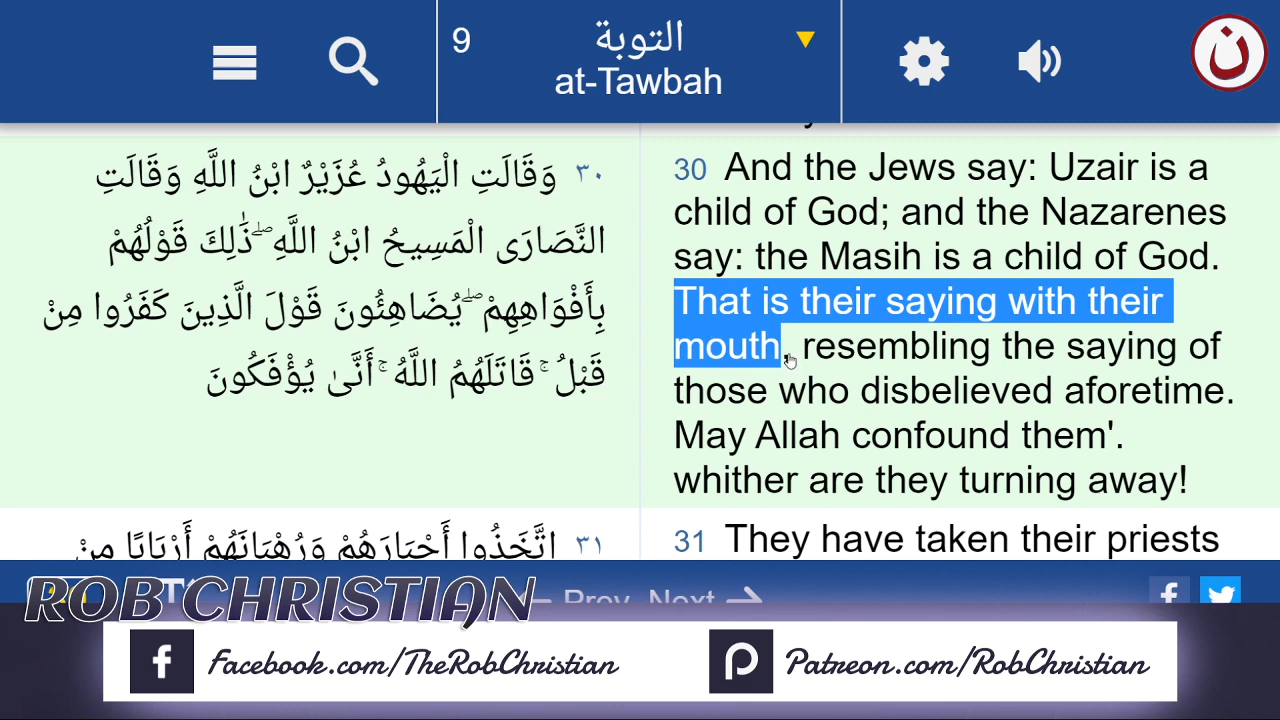 9
التوبة
at-Tawbah
ن
٣٠ وَقَالَتِ الْيَهُودُ عُزَيْرٌ ابْنُ اللَّهِ وَقَالَتِ
النَّصَارَى الْمَسِيحُ ابْنُ اللَّهِ ۖ ذَٰلِكَ قَوْلُهُمْ
بِأَفْوَاهِهِمْ ۖ يُضَاهِئُونَ قَوْلَ الَّذِينَ كَفَرُوا مِنْ
قَبْلُ ۚ قَاتَلَهُمُ اللَّهُ ۚ أَنَّىٰ يُؤْفَكُونَ
30 And the Jews say: Uzair is a
child of God; and the Nazarenes
say: the Masih is a child of God.
That is their saying with their
mouth, resembling the saying of
those who disbelieved aforetime.
May Allah confound them'.
whither are they turning away!
٣١ اتَّخَذُوا أَحْبَارَهُمْ وَرُهْبَانَهُمْ أَرْبَابًا مِنْ
31 They have taken their priests
← Prev Next →
ROB CHRISTIAN
Facebook.com/TheRobChristian
Patreon.com/RobChristian